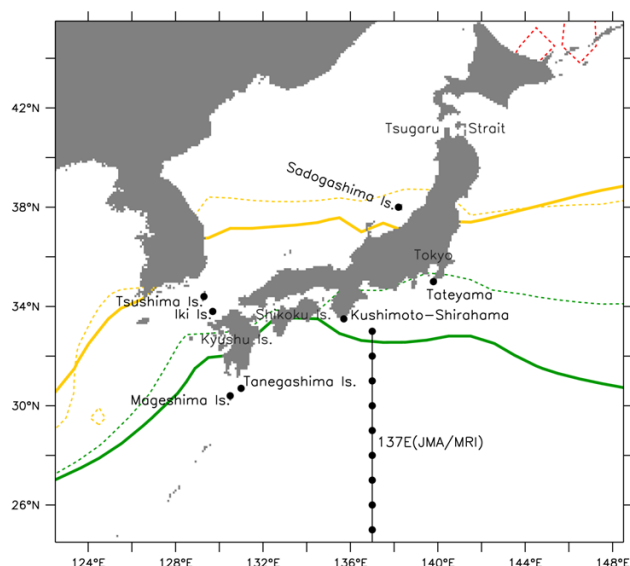 42°N
Tsugaru Strait
Sadogashima Is.
38°N
Tokyo
Tsushima Is.
Tateyama
34°N
Iki Is.
Shikoku Is.
Kushimoto-Shirahama
Kyushu Is.
Tanegashima Is.
Mageshima Is.
30°N
137E(JMA/MRI)
26°N
124°E 128°E 132°E 136°E 140°E 144°E 148°E